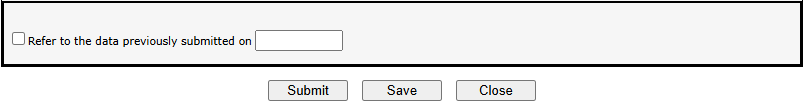 Refer to the data previously submitted on
Submit Save Close